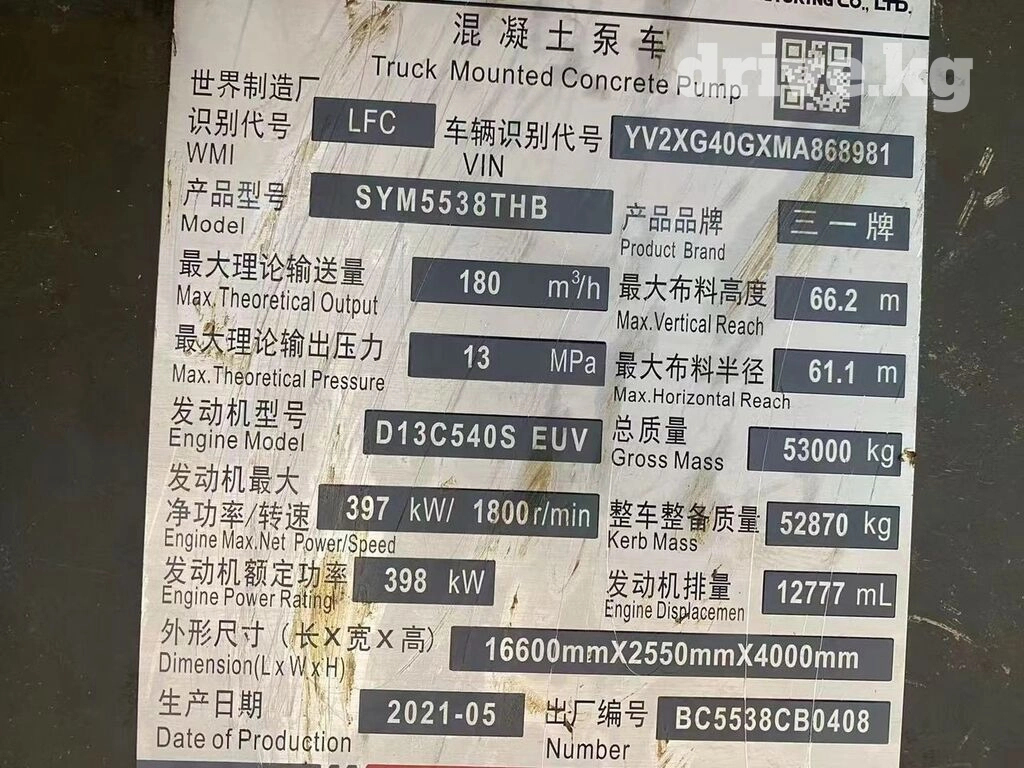 CO., LTD.
混凝土泵车
Truck Mounted Concrete Pump
drive.kg
世界制造厂
识别代号 LFC 车辆识别代号 YV2XG40GXMA868981
WMI VIN
产品型号 SYM5538THB 产品品牌 三一牌
Model Product Brand
最大理论输送量 180 m³/h 最大布料高度 66.2 m
Max.Theoretical Output Max.Vertical Reach
最大理论输出压力 13 MPa 最大布料半径 61.1 m
Max.Theoretical Pressure Max.Horizontal Reach
发动机型号 D13C540S EUV 总质量 53000 kg
Engine Model Gross Mass
发动机最大
净功率/转速 397 kW/ 1800r/min 整车整备质量 52870 kg
Engine Max.Net Power/Speed Kerb Mass
发动机额定功率 398 kW 发动机排量 12777 mL
Engine Power Rating Engine Displacemen
外形尺寸（长X宽X高) 16600mmX2550mmX4000mm
Dimension(LxWxH)
生产日期 2021-05 出厂编号 BC5538CB0408
Date of Production Number